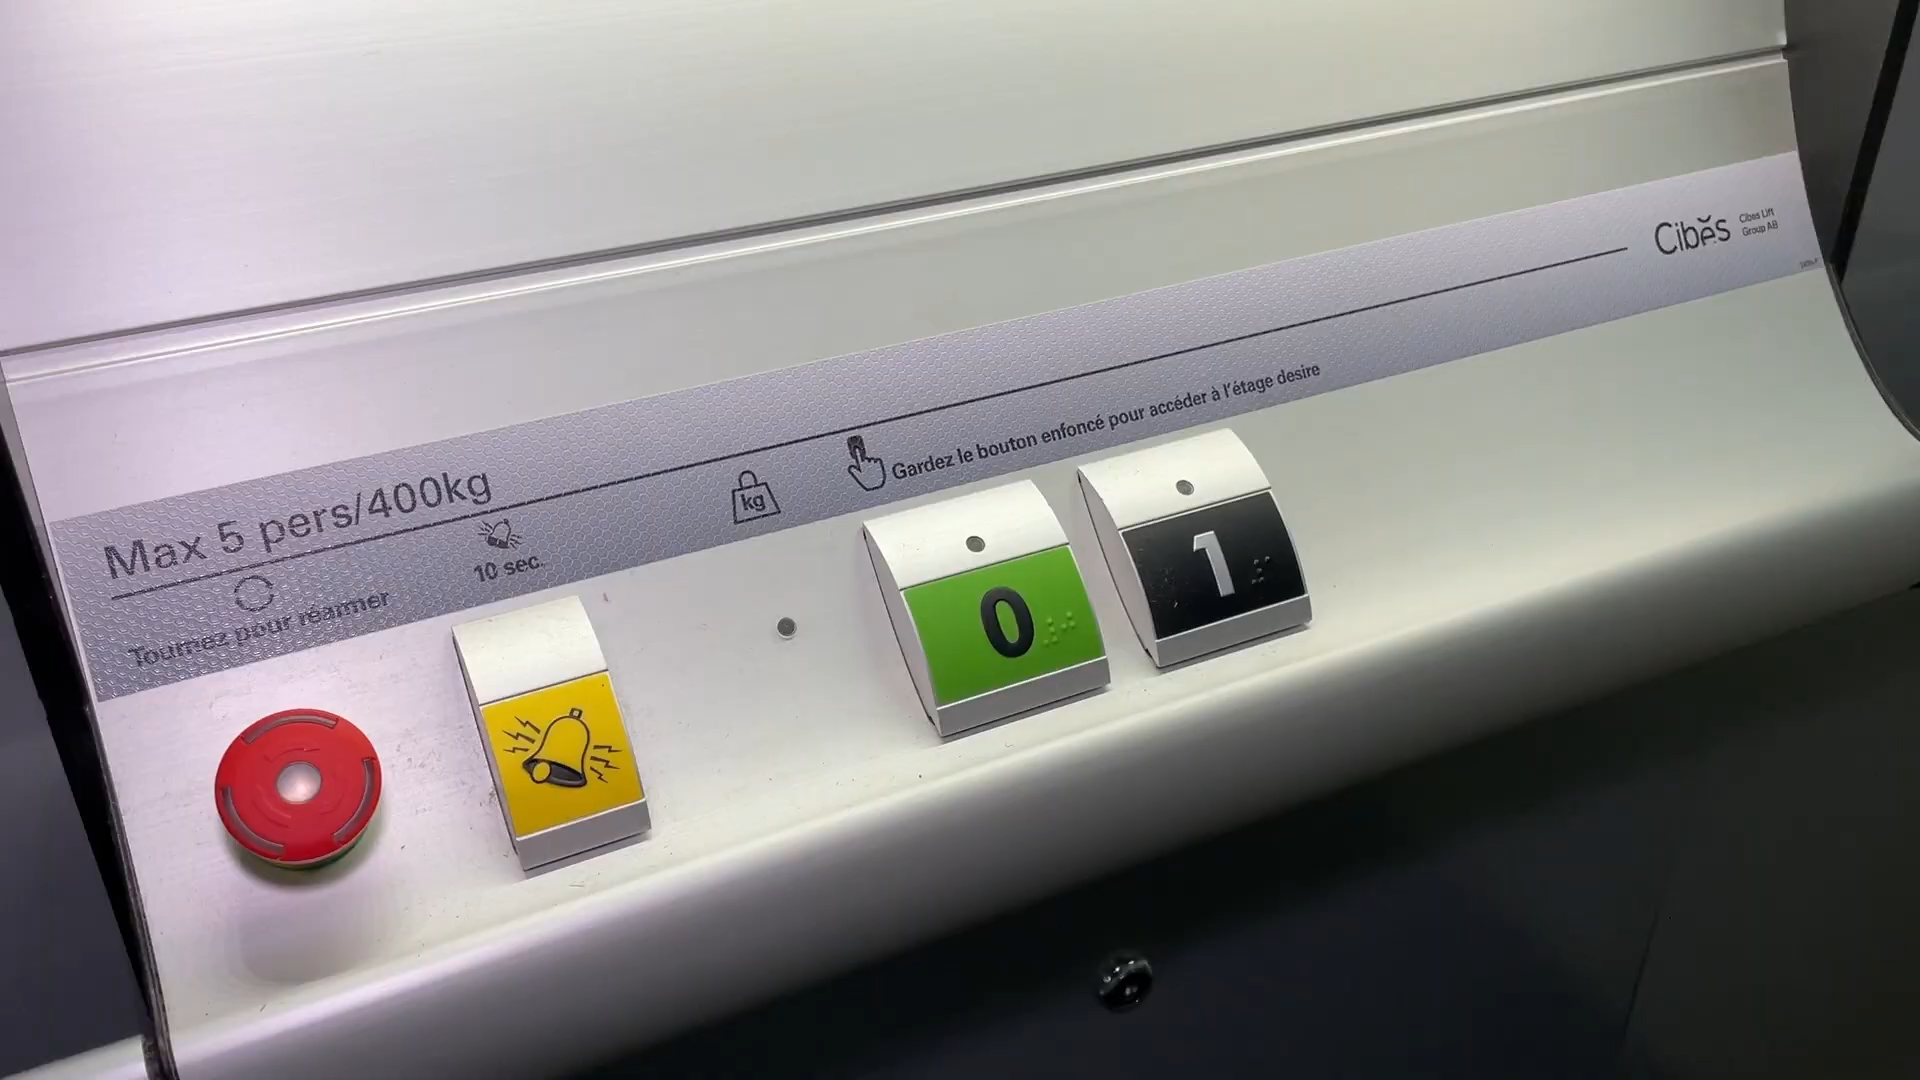 Cibes
Cibes Lift
Group AB
Max 5 pers/400kg
Gardez le bouton enfoncé pour accéder à l'étage desire
kg
10 sec.
Tournez pour réarmer
0
1